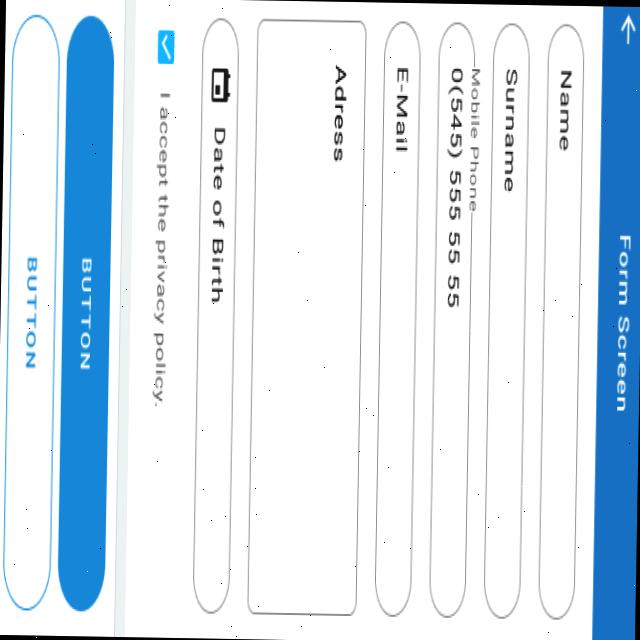 Form Screen
Name
Surname
Mobile Phone
0(545) 555 55 55
E-Mail
Adress
Date of Birth
I accept the privacy policy.
BUTTON
BUTTON